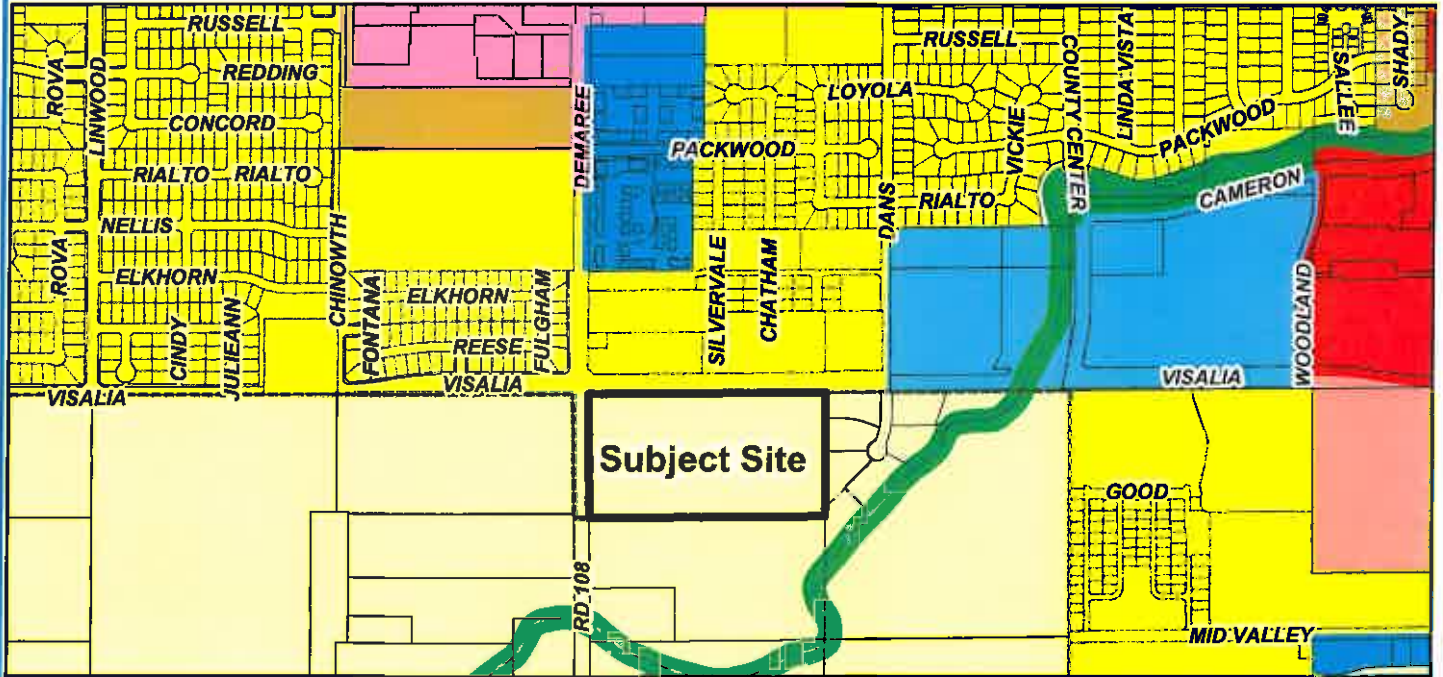 RUSSELL
ROVA
LINWOOD
REDDING
CONCORD
RIALTO RIALTO
NELLIS
ROVA
ELKHORN
CINDY
JULIEANN
CHINOWTH
FONTANA
ELKHORN
REESE
FULGHAM
VISALIA
VISALIA
DEMAREE
PACKWOOD
LOYOLA
RUSSELL
VICKIE
COUNTY CENTER
LINDA VISTA
PACKWOOD
SALLEE
SHADY
RIALTO
DANS
SILVERVALE
CHATHAM
CAMERON
WOODLAND
VISALIA
Subject Site
GOOD
RD 108
MID VALLEY